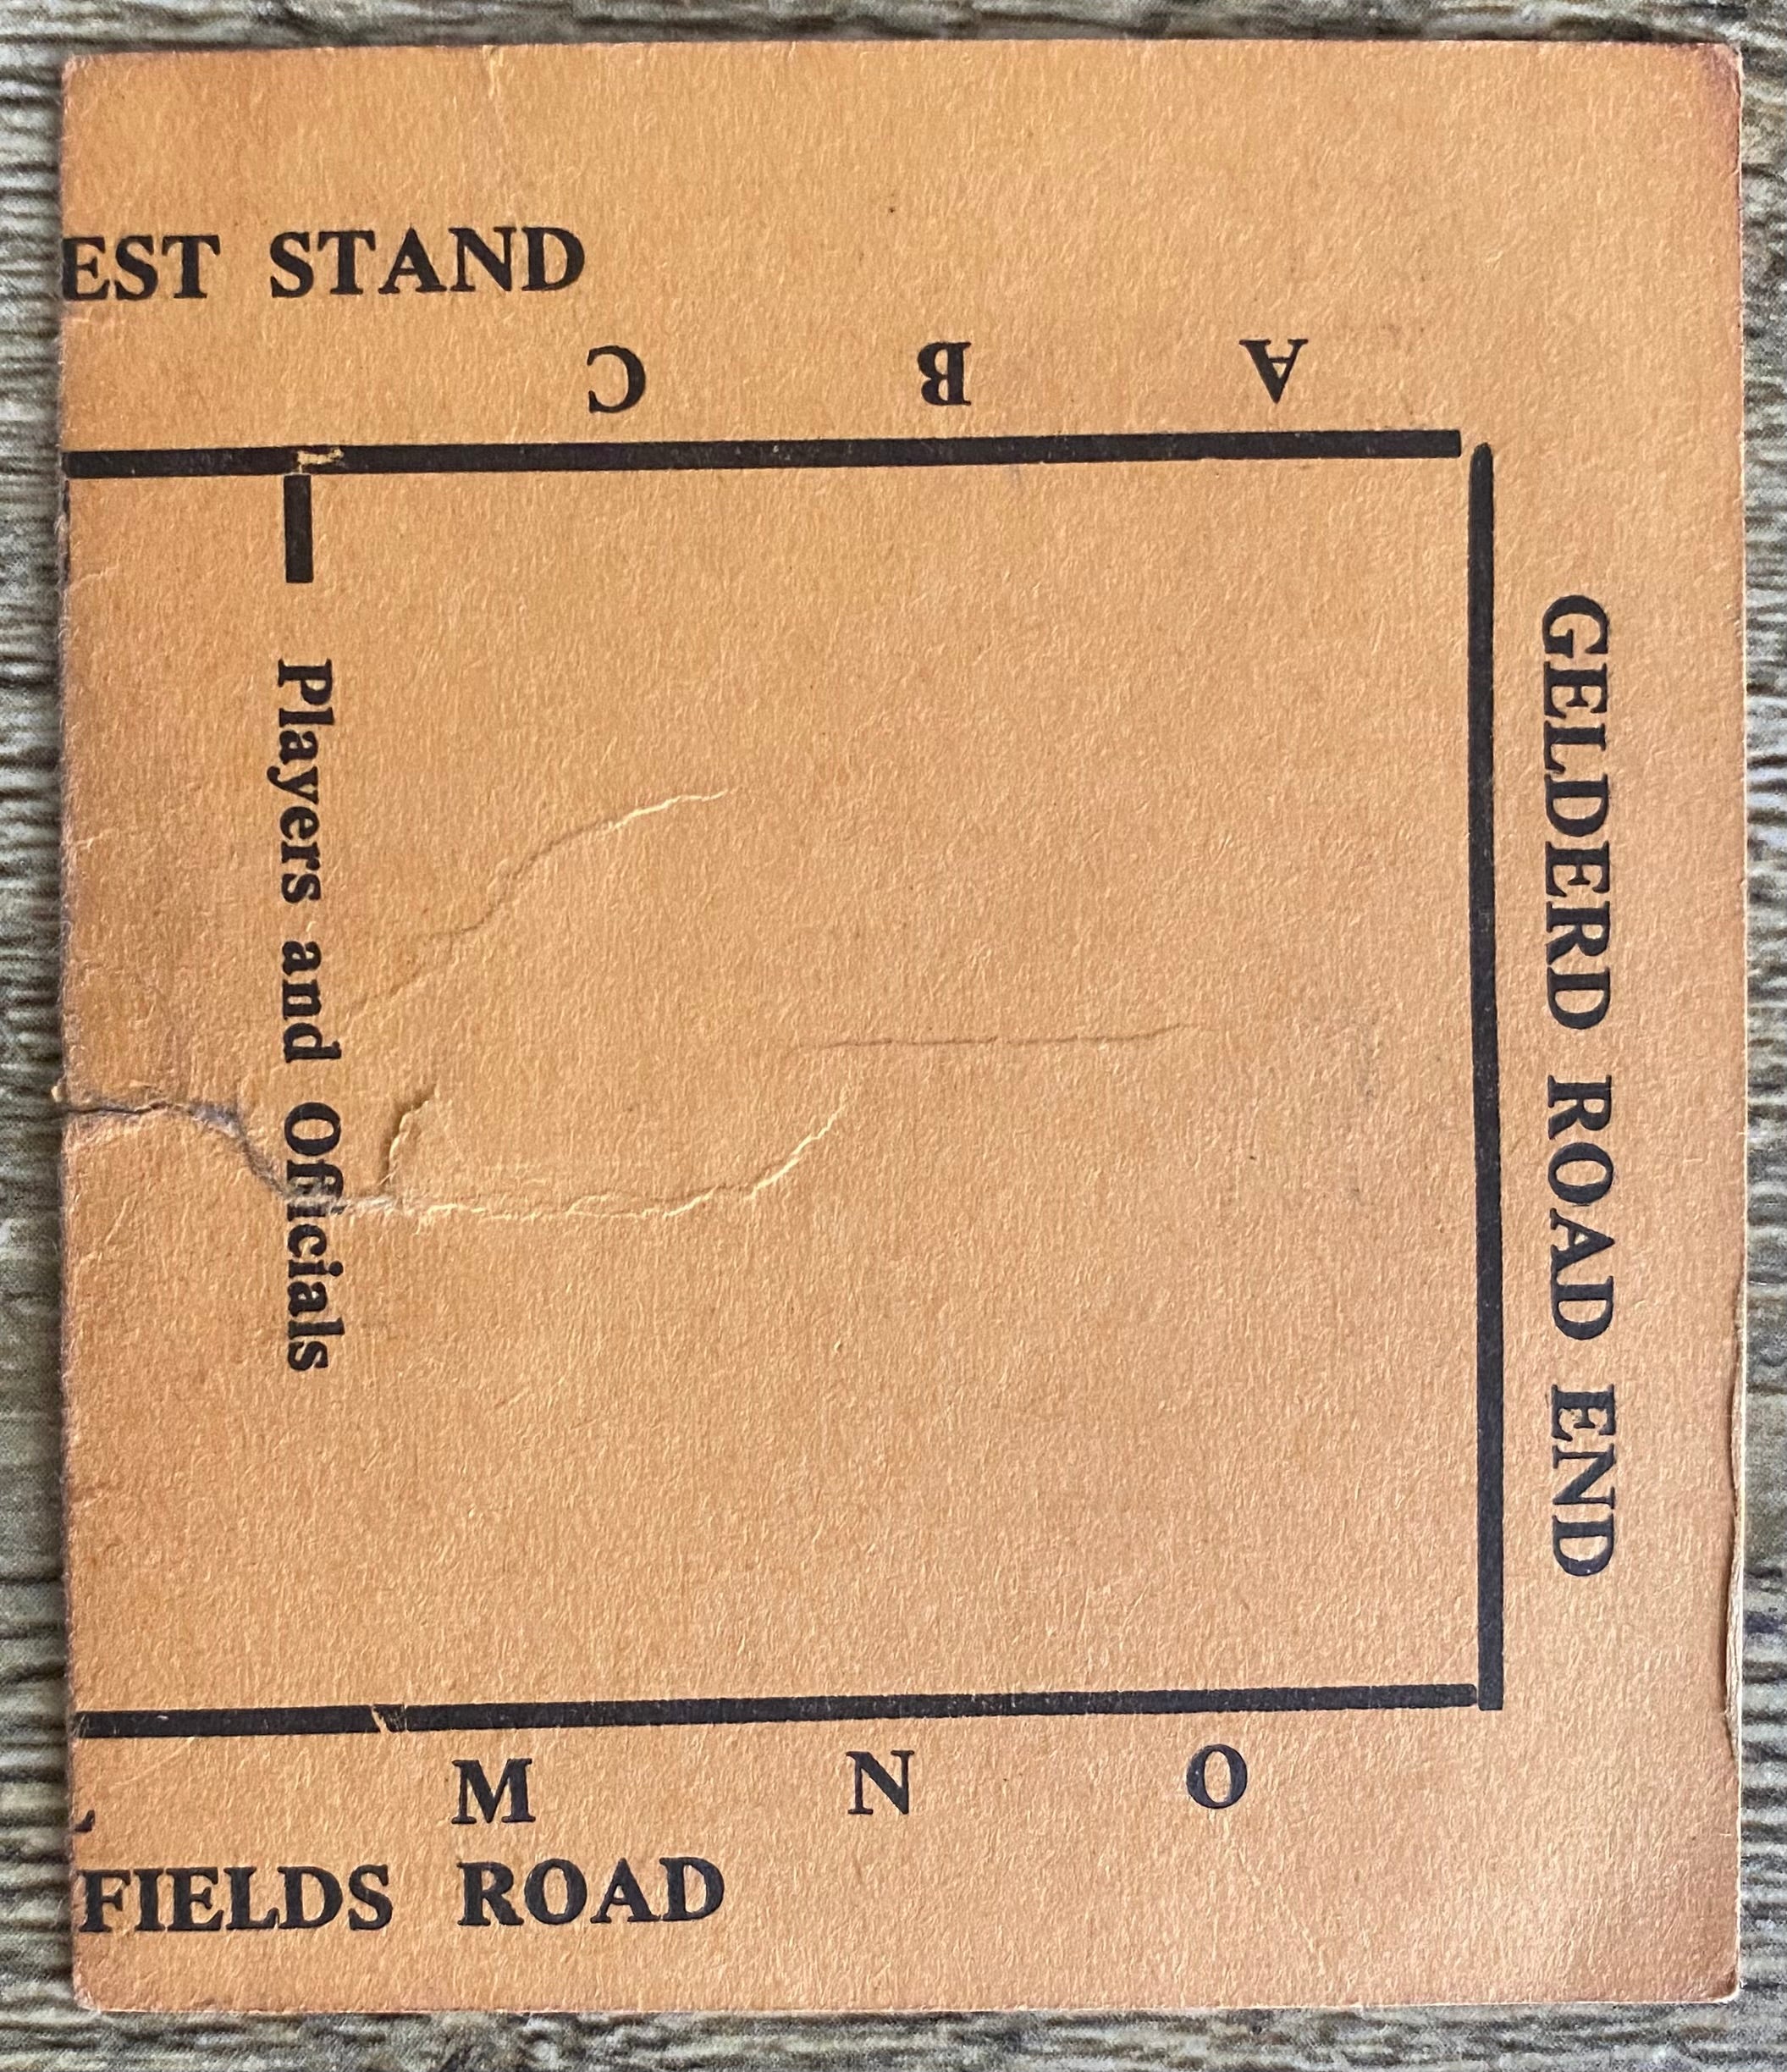 EST STAND
C B A
Players and Officials
GELDERD ROAD END
M N O
FIELDS ROAD